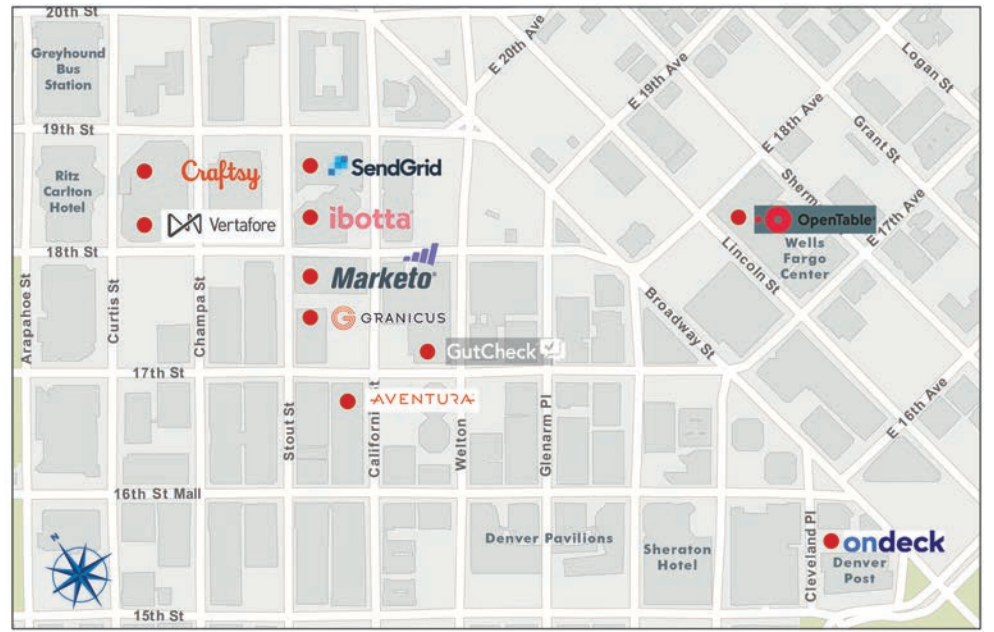 20th St
Greyhound
Bus
Station
E 20th Ave
Logan St
E 19th Ave
E 18th Ave
Grant St
19th St
Craftsy
SendGrid
Ritz
Carlton
Hotel
Sherm
Vertafore
ibotta
OpenTable
E 17th Ave
Wells
Fargo
Center
Lincoln St
18th St
Marketo
Arapahoe St
Curtis St
Champa St
GRANICUS
Broadway St
GutCheck
17th St
AVENTURA
Stout St
California St
Welton
Glenarm Pl
E 16th Ave
16th St Mall
Denver Pavilions
Sheraton
Hotel
Cleveland Pl
ondeck
Denver
Post
N
15th St